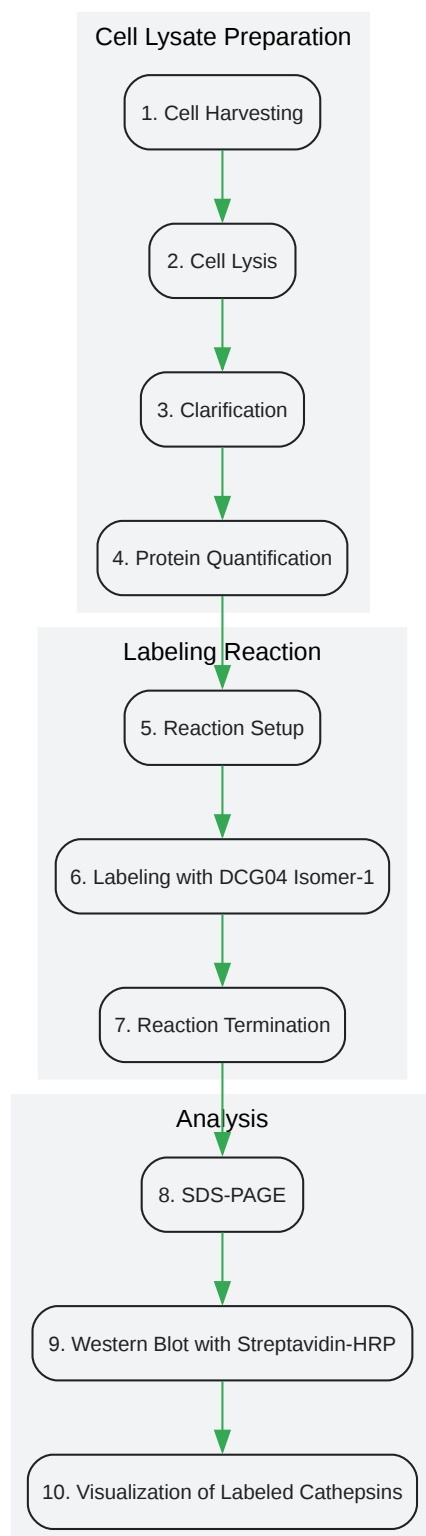 Cell Lysate Preparation
1. Cell Harvesting
2. Cell Lysis
3. Clarification
4. Protein Quantification
Labeling Reaction
5. Reaction Setup
6. Labeling with DCG04 Isomer-1
7. Reaction Termination
Analysis
8. SDS-PAGE
9. Western Blot with Streptavidin-HRP
10. Visualization of Labeled Cathepsins